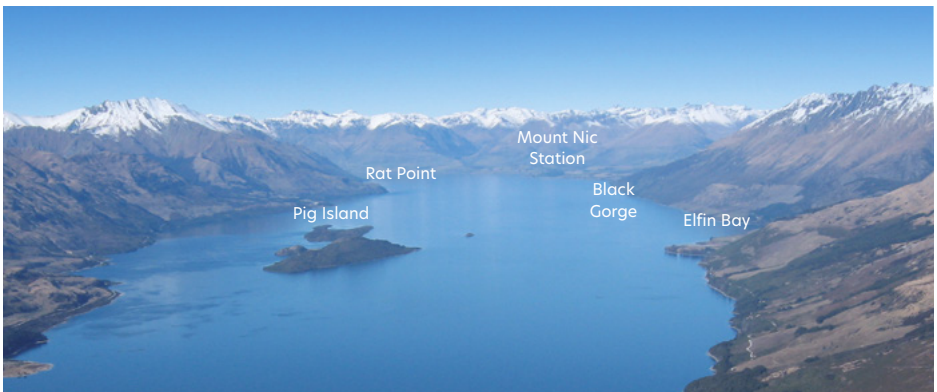 Mount Nic
Station
Rat Point
Black
Gorge
Pig Island
Elfin Bay